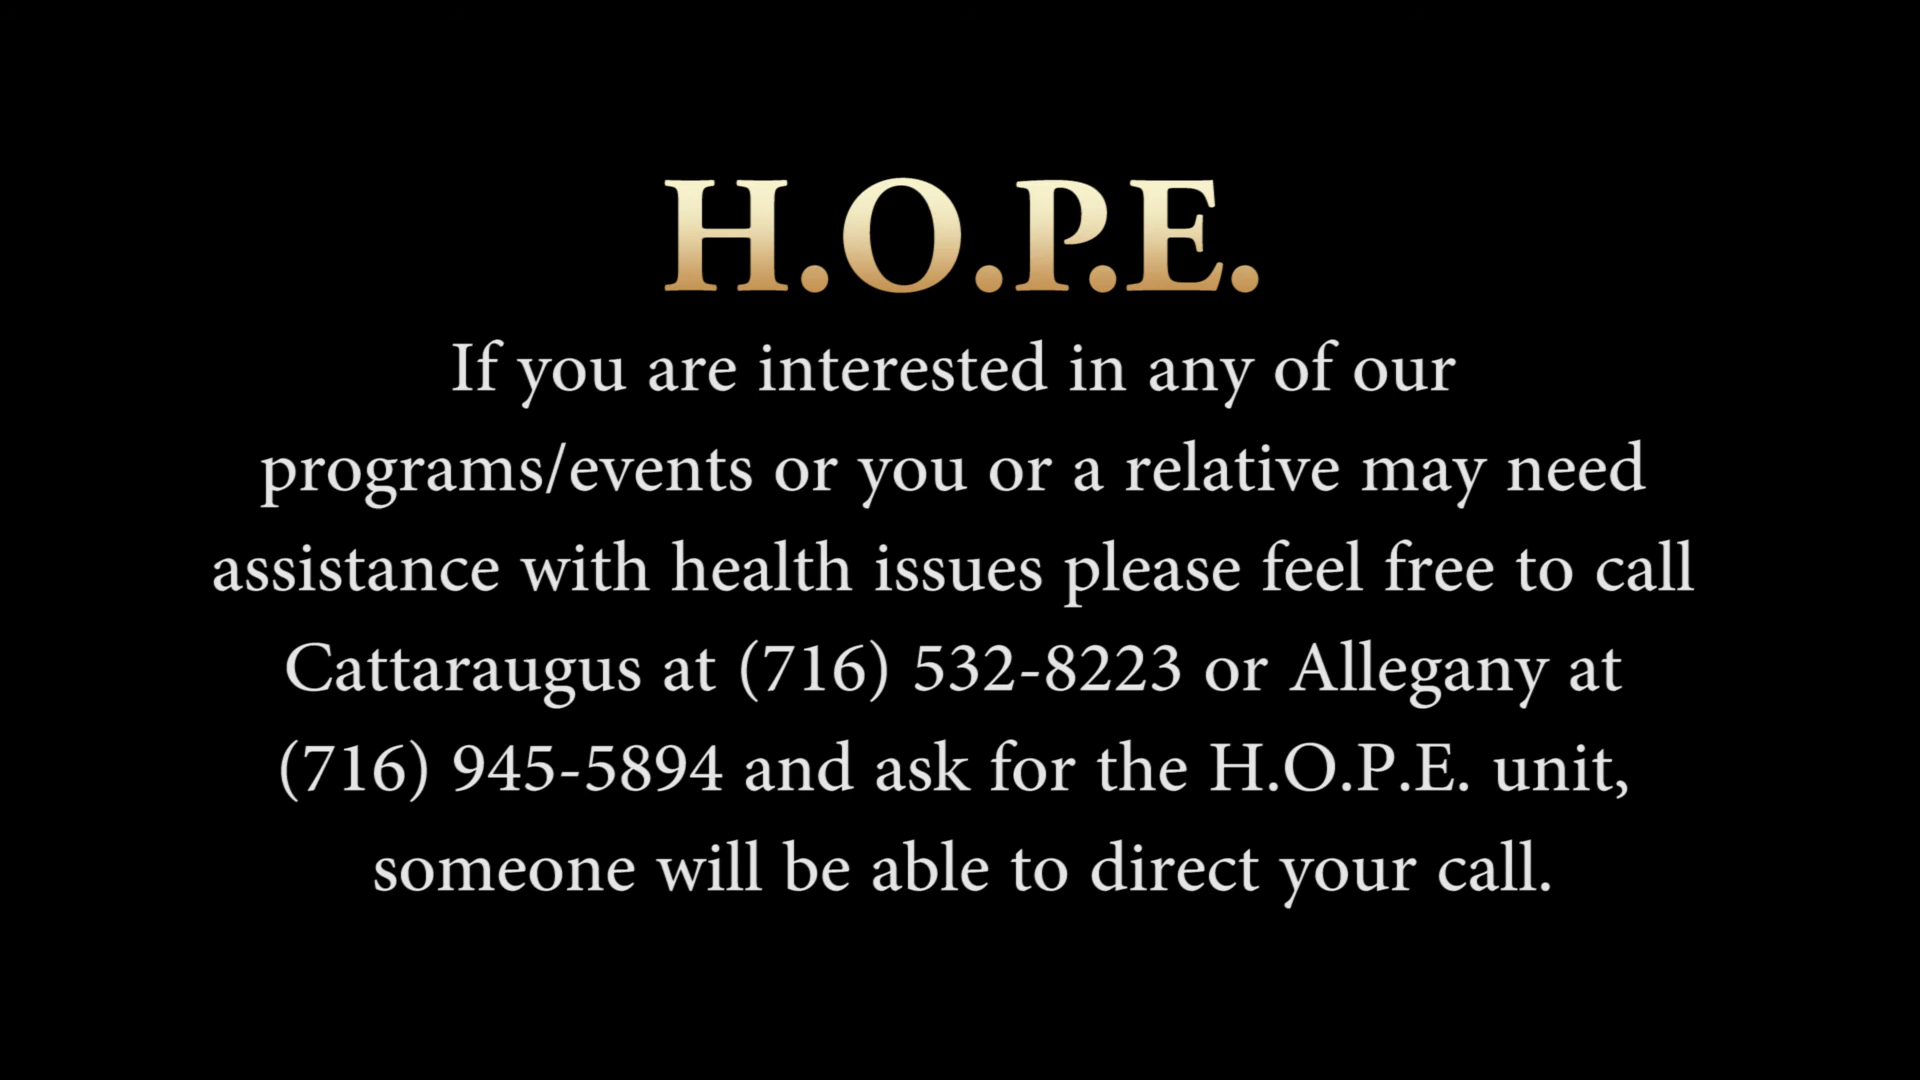 H.O.P.E.
If you are interested in any of our
programs/events or you or a relative may need
assistance with health issues please feel free to call
Cattaraugus at (716) 532-8223 or Allegany at
(716) 945-5894 and ask for the H.O.P.E. unit,
someone will be able to direct your call.